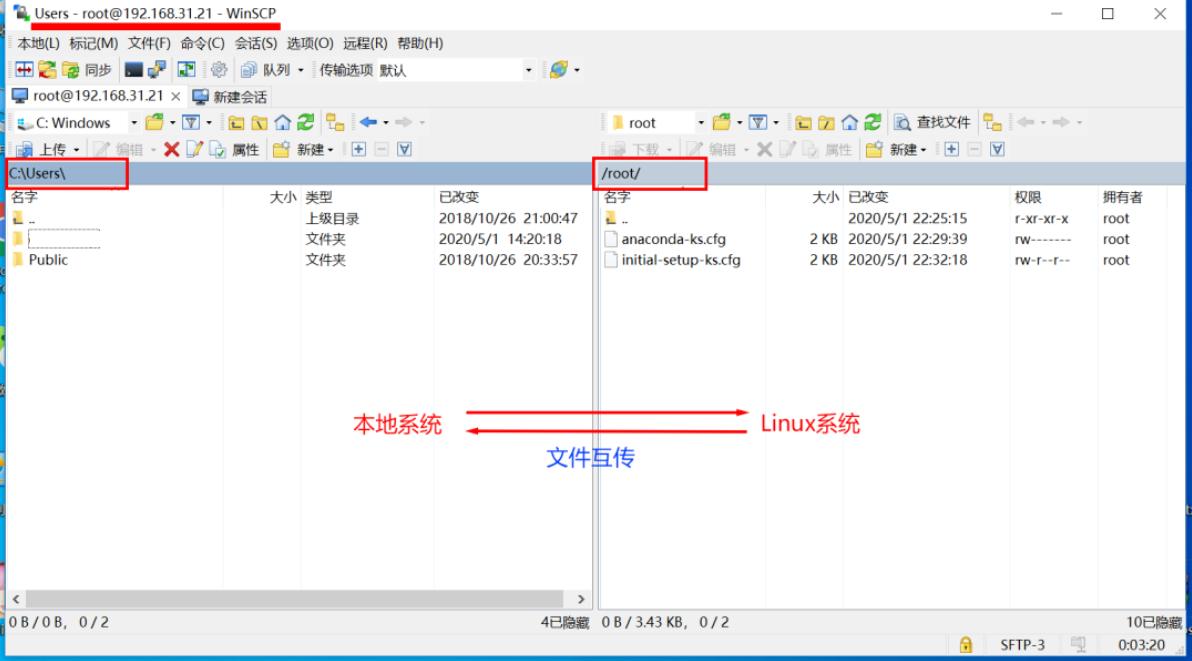 Users - root@192.168.31.21 - WinSCP
本地(L) 标记(M) 文件(F) 命令(C) 会话(S) 选项(O) 远程(R) 帮助(H)
同步 队列 传输选项 默认
root@192.168.31.21 × 新建会话
C: Windows
上传 编辑 属性 新建
C:\Users\
名字 大小 类型 已改变
.. 上级目录 2018/10/26 21:00:47
文件夹 2020/5/1 14:20:18
Public 文件夹 2018/10/26 20:33:57
0 B / 0 B, 0 / 2 4已隐藏
root 查找文件
下载 编辑 属性 新建
/root/
名字 大小 已改变 权限 拥有者
.. 2020/5/1 22:25:15 r-xr-xr-x root
anaconda-ks.cfg 2 KB 2020/5/1 22:29:39 rw------- root
initial-setup-ks.cfg 2 KB 2020/5/1 22:32:18 rw-r--r-- root
0 B / 3.43 KB, 0 / 2 10已隐藏
本地系统 Linux系统
文件互传
SFTP-3 0:03:20